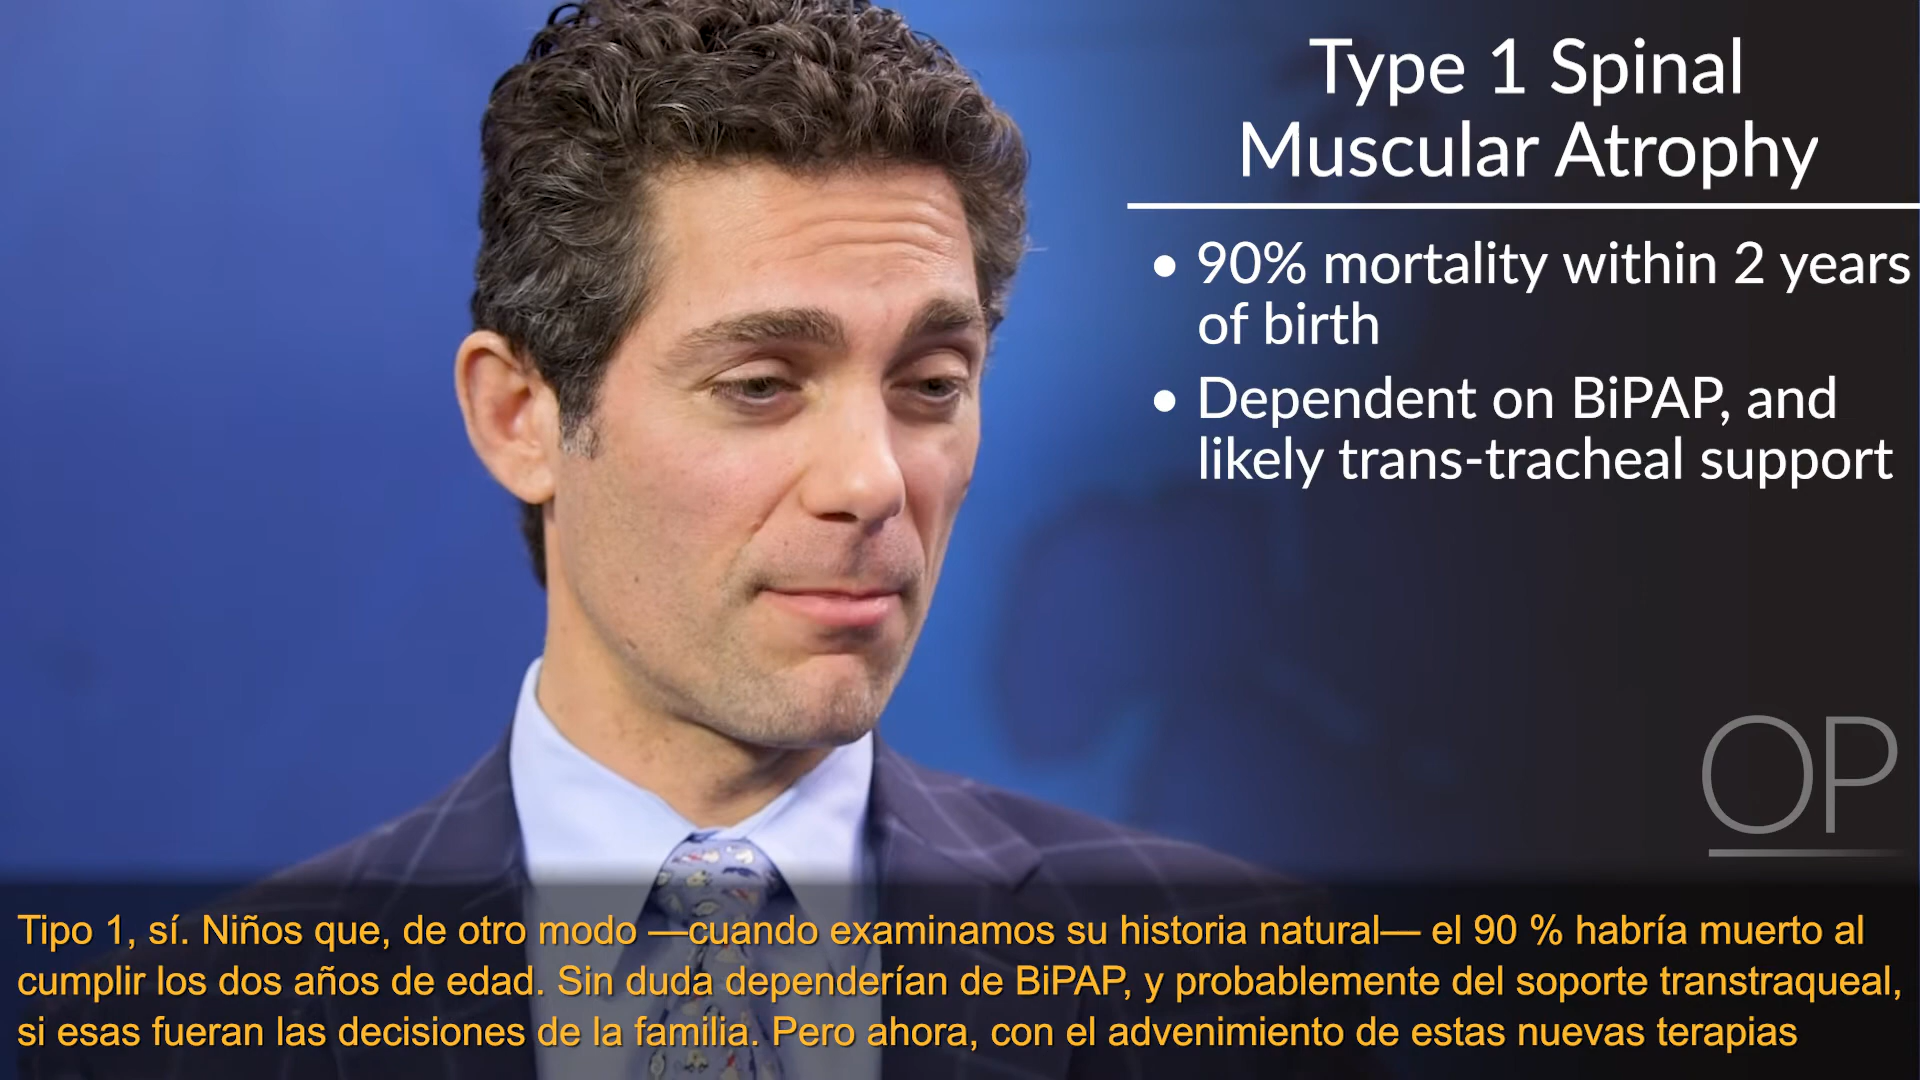 Type 1 Spinal
Muscular Atrophy
• 90% mortality within 2 years
of birth
• Dependent on BiPAP, and
likely trans-tracheal support
OP
Tipo 1, sí. Niños que, de otro modo —cuando examinamos su historia natural— el 90 % habría muerto al
cumplir los dos años de edad. Sin duda dependerían de BiPAP, y probablemente del soporte transtraqueal,
si esas fueran las decisiones de la familia. Pero ahora, con el advenimiento de estas nuevas terapias